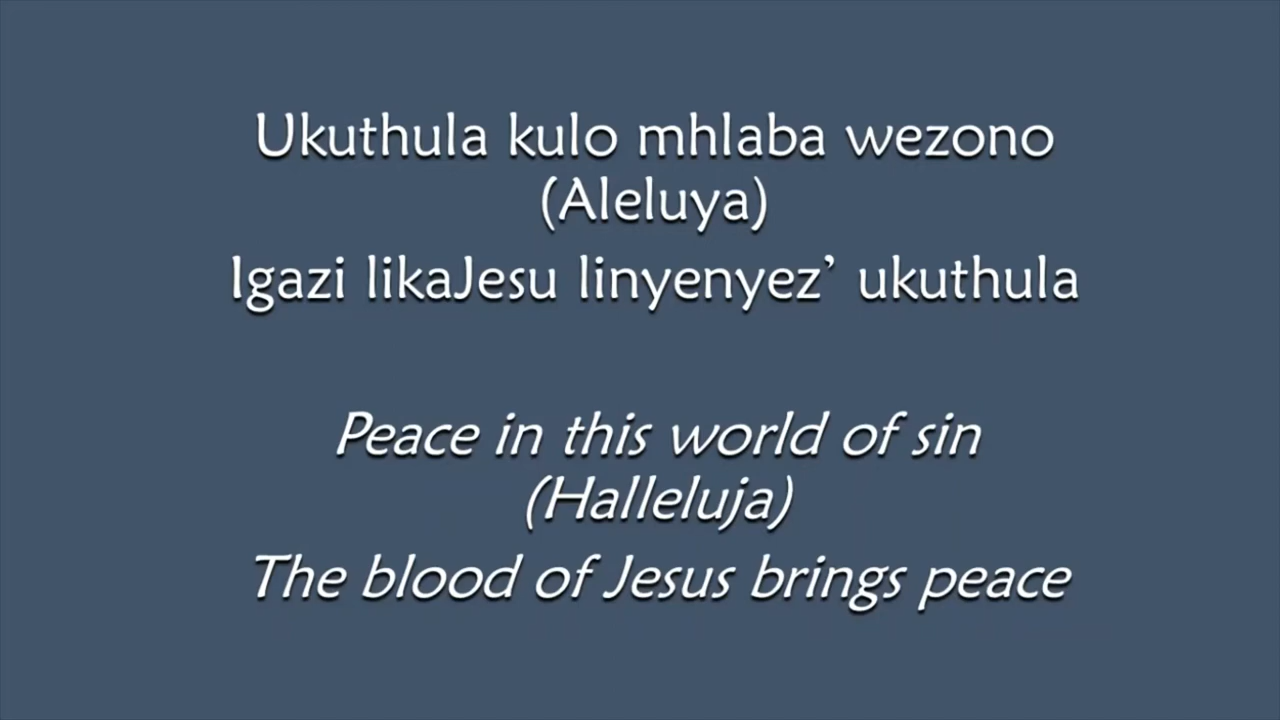 Ukuthula kulo mhlaba wezono
(Aleluya)
Igazi likaJesu linyenyez’ ukuthula
Peace in this world of sin
(Halleluja)
The blood of Jesus brings peace